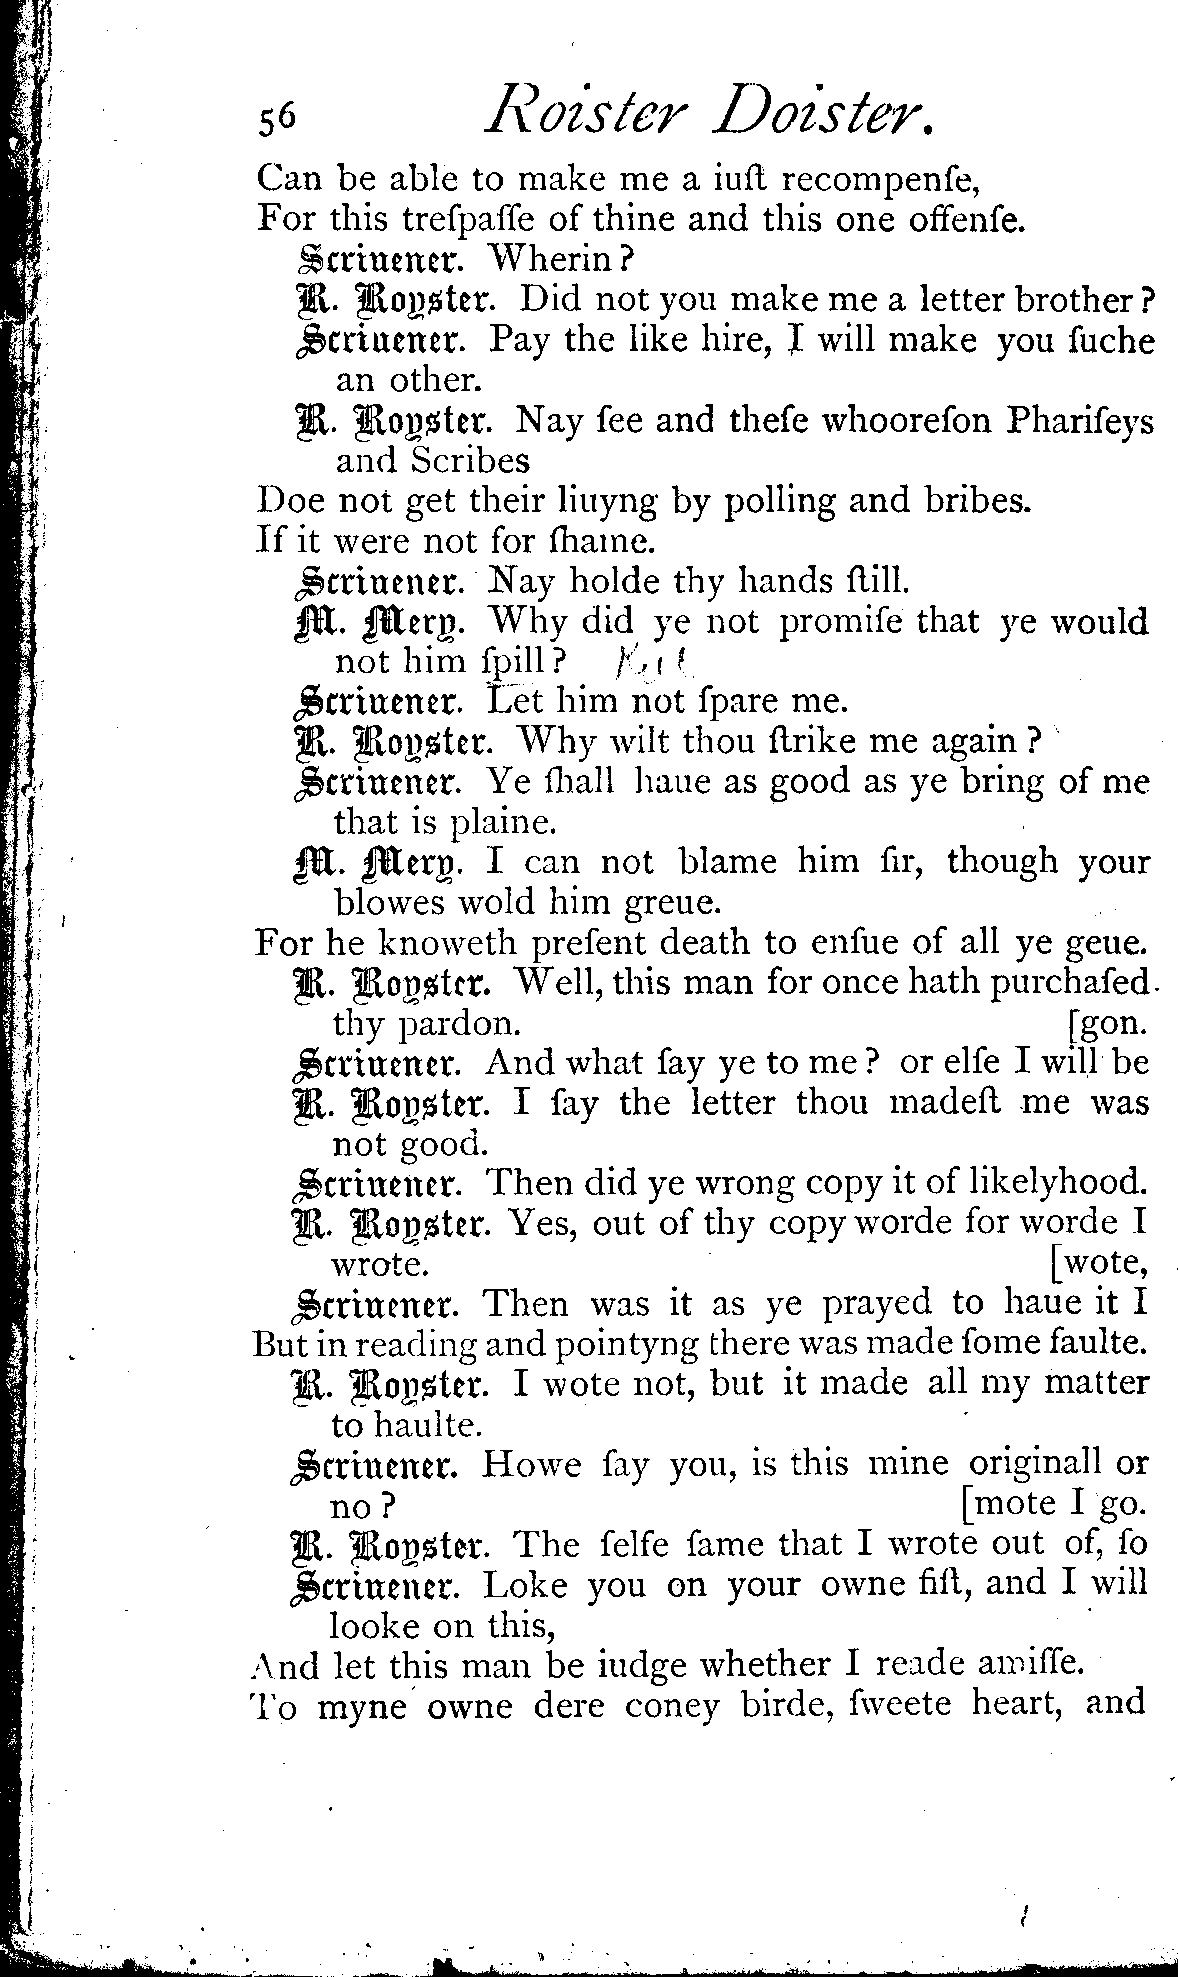 56 Roister Doister.
Can be able to make me a iuſt recompenſe,
For this treſpaſſe of thine and this one offenſe.
Scriuener. Wherin?
R. Royster. Did not you make me a letter brother?
Scriuener. Pay the like hire, I will make you ſuche
an other.
R. Royster. Nay ſee and theſe whooreſon Phariſeys
and Scribes
Doe not get their liuyng by polling and bribes.
If it were not for ſhame.
Scriuener. Nay holde thy hands ſtill.
M. Mery. Why did ye not promiſe that ye would
not him ſpill?
Scriuener. Let him not ſpare me.
R. Royster. Why wilt thou ſtrike me again?
Scriuener. Ye ſhall haue as good as ye bring of me
that is plaine.
M. Mery. I can not blame him ſir, though your
blowes wold him greue.
For he knoweth preſent death to enſue of all ye geue.
R. Royster. Well, this man for once hath purchaſed
thy pardon. [gon.
Scriuener. And what ſay ye to me? or elſe I will be
R. Royster. I ſay the letter thou madeſt me was
not good.
Scriuener. Then did ye wrong copy it of likelyhood.
R. Royster. Yes, out of thy copy worde for worde I
wrote. [wote,
Scriuener. Then was it as ye prayed to haue it I
But in reading and pointyng there was made ſome faulte.
R. Royster. I wote not, but it made all my matter
to haulte.
Scriuener. Howe ſay you, is this mine originall or
no? [mote I go.
R. Royster. The ſelfe ſame that I wrote out of, ſo
Scriuener. Loke you on your owne fiſt, and I will
looke on this,
And let this man be iudge whether I reade amiſſe.
To myne owne dere coney birde, ſweete heart, and